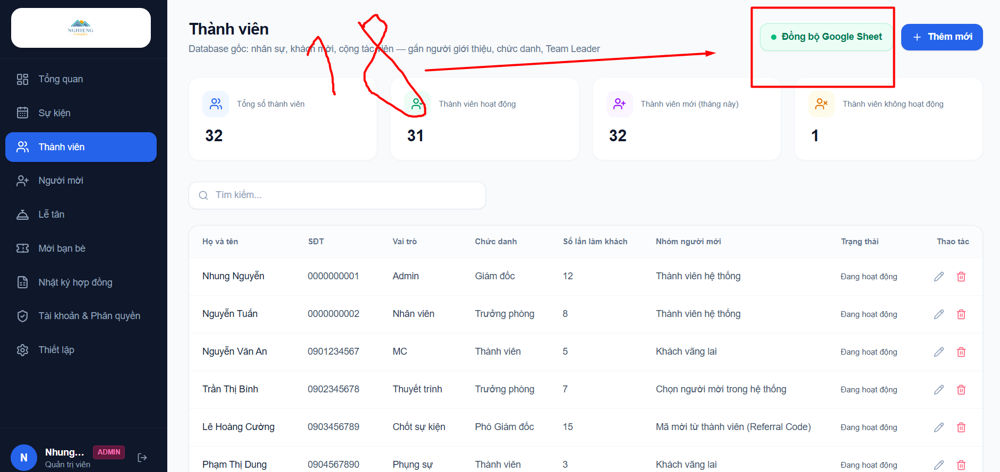 NGHIENG
Complex
Tổng quan
Sự kiện
Thành viên
Người mời
Lễ tân
Mời bạn bè
Nhật ký hợp đồng
Tài khoản & Phân quyền
Thiết lập
N
Nhung...
ADMIN
Quản trị viên
Thành viên
Database gốc: nhân sự, khách mời, cộng tác viên — gắn người giới thiệu, chức danh, Team Leader
18
Đồng bộ Google Sheet
+ Thêm mới
Tổng số thành viên
32
Thành viên hoạt động
31
Thành viên mới (tháng này)
32
Thành viên không hoạt động
1
Tìm kiếm...
Họ và tên SĐT Vai trò Chức danh Số lần làm khách Nhóm người mới Trạng thái Thao tác
Nhung Nguyễn 0000000001 Admin Giám đốc 12 Thành viên hệ thống Đang hoạt động
Nguyễn Tuấn 0000000002 Nhân viên Trưởng phòng 8 Thành viên hệ thống Đang hoạt động
Nguyễn Văn An 0901234567 MC Thành viên 5 Khách vãng lai Đang hoạt động
Trần Thị Bình 0902345678 Thuyết trình Trưởng phòng 7 Chọn người mời trong hệ thống Đang hoạt động
Lê Hoàng Cường 0903456789 Chốt sự kiện Phó Giám đốc 15 Mã mời từ thành viên (Referral Code) Đang hoạt động
Phạm Thị Dung 0904567890 Phụng sự Thành viên 3 Khách vãng lai Đang hoạt động